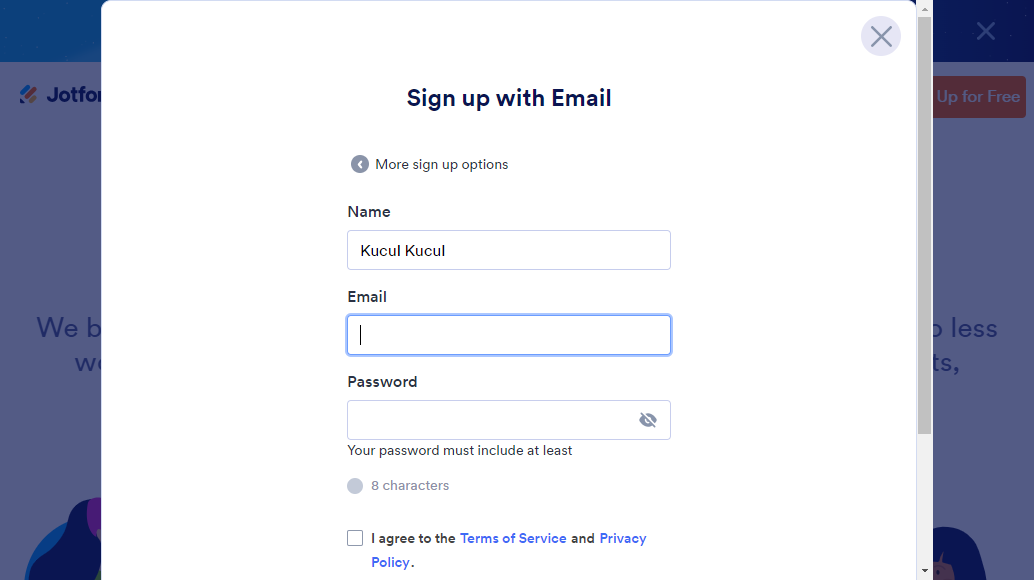 Sign up with Email
Jotfor
Up for Free
More sign up options
Name
Kucul Kucul
Email
We b
o less
we
ts,
Password
Your password must include at least
8 characters
I agree to the Terms of Service and Privacy
Policy.